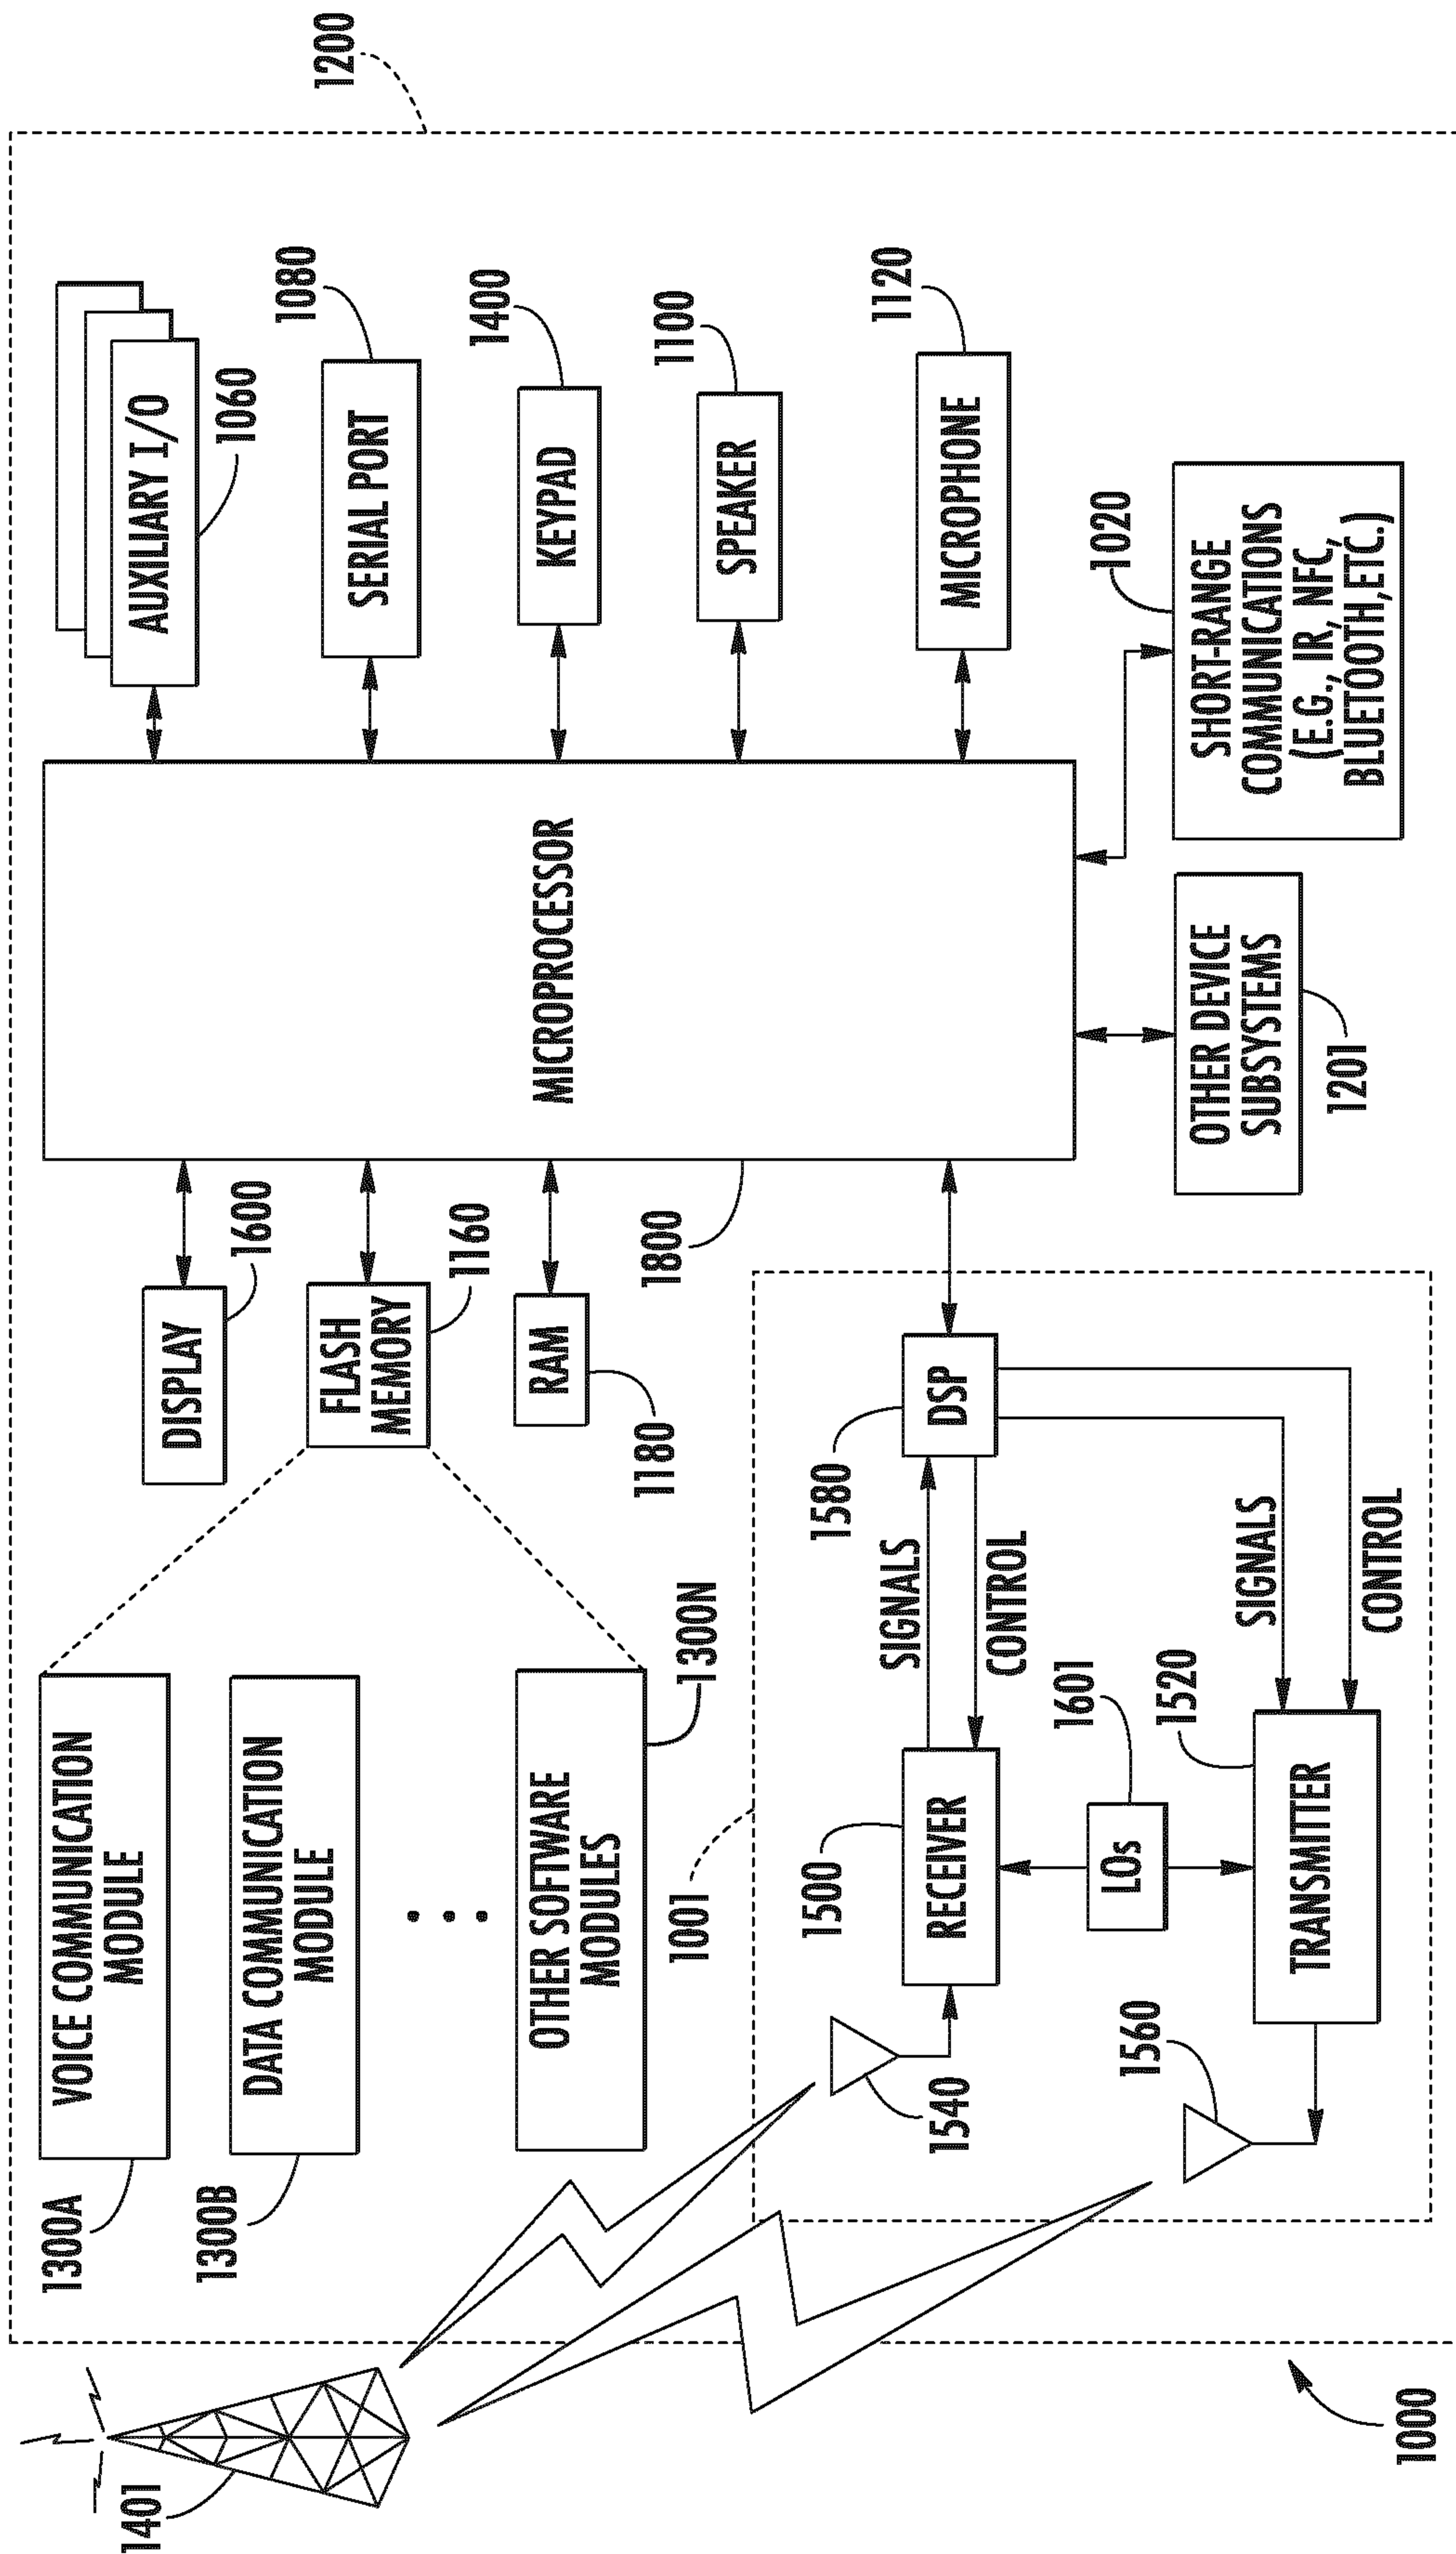 1401
1300A
VOICE COMMUNICATION
MODULE
1300B
DATA COMMUNICATION
MODULE
OTHER SOFTWARE
MODULES
1300N
DISPLAY
1600
FLASH
MEMORY
1160
RAM
1180
MICROPROCESSOR
1800
AUXILIARY I/O
1060
SERIAL PORT
1080
KEYPAD
1400
SPEAKER
1100
MICROPHONE
1120
1200
1001
1540
1500
RECEIVER
SIGNALS
CONTROL
1580
DSP
LOs
1601
1560
1520
TRANSMITTER
SIGNALS
CONTROL
OTHER DEVICE
SUBSYSTEMS
1201
1020
SHORT-RANGE
COMMUNICATIONS
(E.G., IR, NFC,
BLUETOOTH,ETC.)
1000